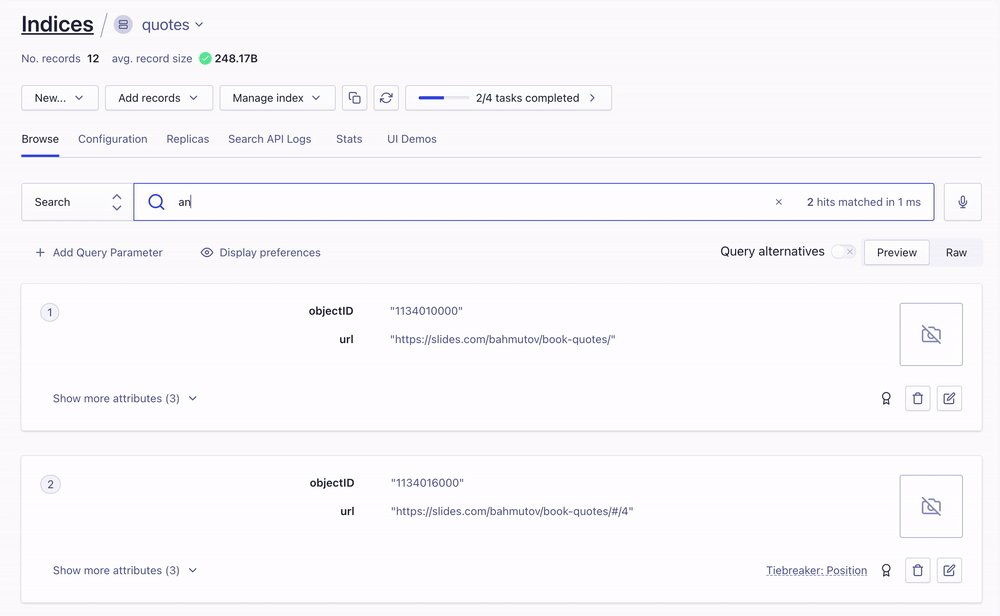 Indices / quotes
No. records 12 avg. record size 248.17B
New... Add records Manage index 2/4 tasks completed
Browse Configuration Replicas Search API Logs Stats UI Demos
Search an × 2 hits matched in 1 ms
+ Add Query Parameter Display preferences Query alternatives Preview Raw
1 objectID "1134010000"
url "https://slides.com/bahmutov/book-quotes/"
Show more attributes (3)
2 objectID "1134016000"
url "https://slides.com/bahmutov/book-quotes/#/4"
Show more attributes (3) Tiebreaker: Position